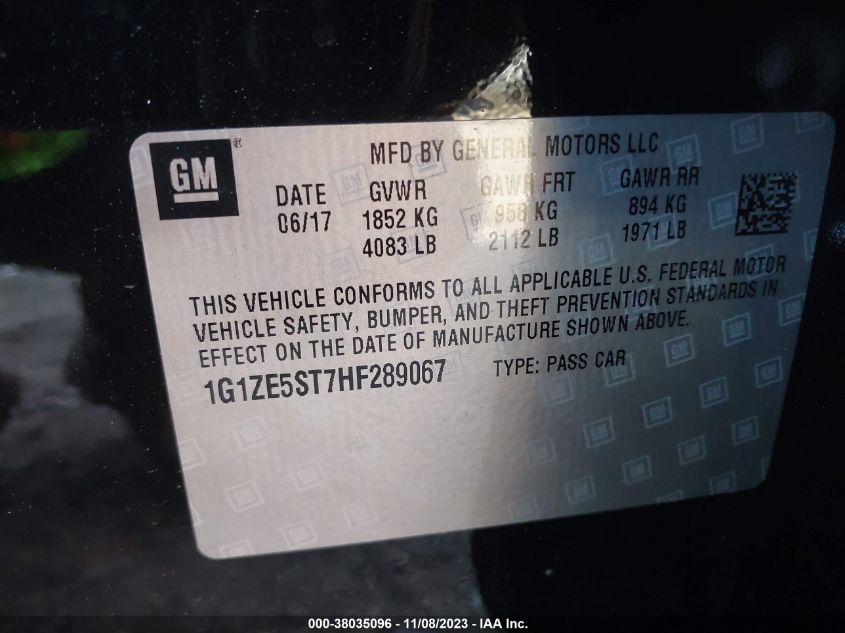 GM ®
MFD BY GENERAL MOTORS LLC
DATE GVWR GAWR FRT GAWR RR
06/17 1852 KG 958 KG 894 KG
4083 LB 2112 LB 1971 LB
THIS VEHICLE CONFORMS TO ALL APPLICABLE U.S. FEDERAL MOTOR
VEHICLE SAFETY, BUMPER, AND THEFT PREVENTION STANDARDS IN
EFFECT ON THE DATE OF MANUFACTURE SHOWN ABOVE.
1G1ZE5ST7HF289067 TYPE: PASS CAR
000-38035096 - 11/08/2023 - IAA Inc.